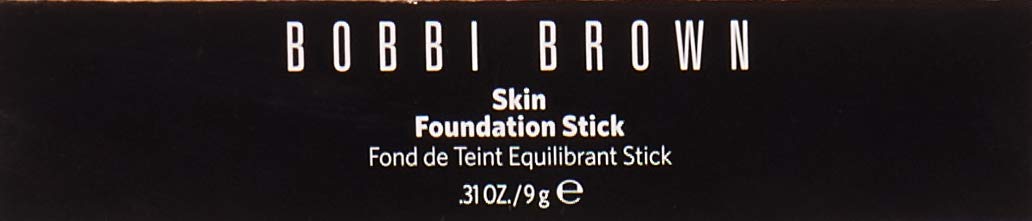 BOBBI BROWN
Skin
Foundation Stick
Fond de Teint Equilibrant Stick
.31 OZ./9 g ℮